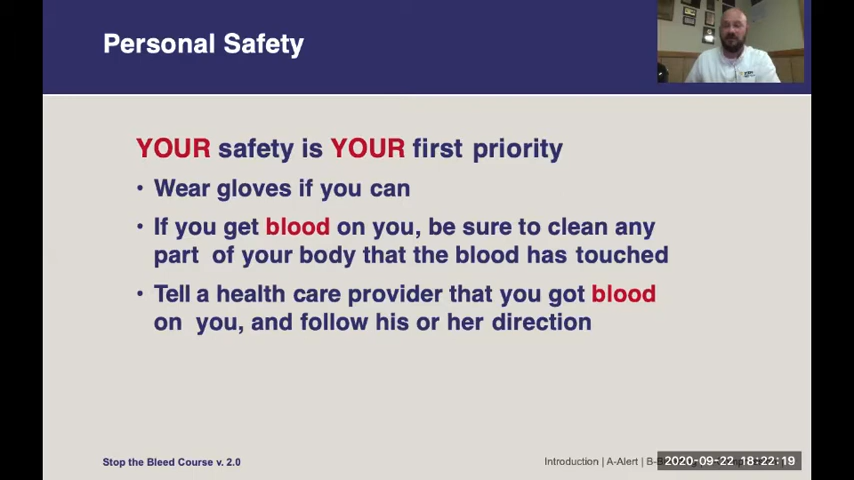 Personal Safety
YOUR safety is YOUR first priority
• Wear gloves if you can
• If you get blood on you, be sure to clean any
part of your body that the blood has touched
• Tell a health care provider that you got blood
on you, and follow his or her direction
Stop the Bleed Course v. 2.0
Introduction | A-Alert | B-
2020-09-22 18:22:19